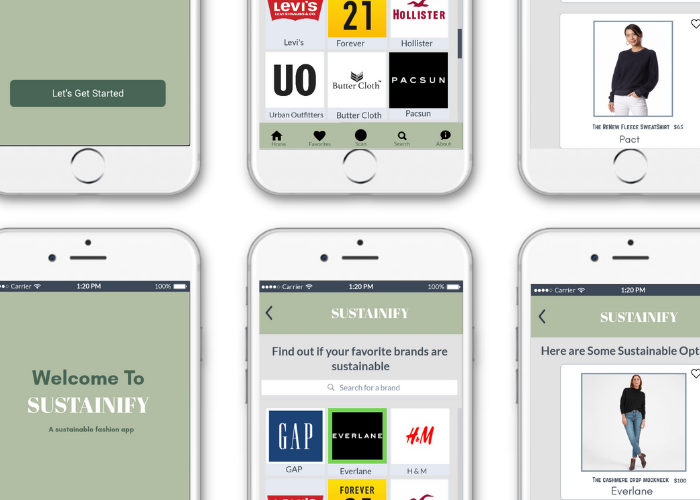 Let's Get Started
LEVI'S
LEVI STRAUSS & CO.
21
HOLLISTER
Levi's
Forever
Hollister
UO
Butter Cloth
PACSUN
Urban Outfitters
Butter Cloth
Pacsun
Home
Favorites
Scan
Search
About
The ReNew Fleece Sweatshirt $65
Pact
Carrier
1:20 PM
100%
Welcome To
SUSTAINIFY
A sustainable fashion app
Carrier
1:20 PM
100%
SUSTAINIFY
Find out if your favorite brands are
sustainable
Search for a brand
GAP
EVERLANE
H&M
GAP
Everlane
H & M
FOREVER
Carrier
1:20 PM
SUSTAINIFY
Here are Some Sustainable Opt
The Cashmere Crop Mockneck $100
Everlane